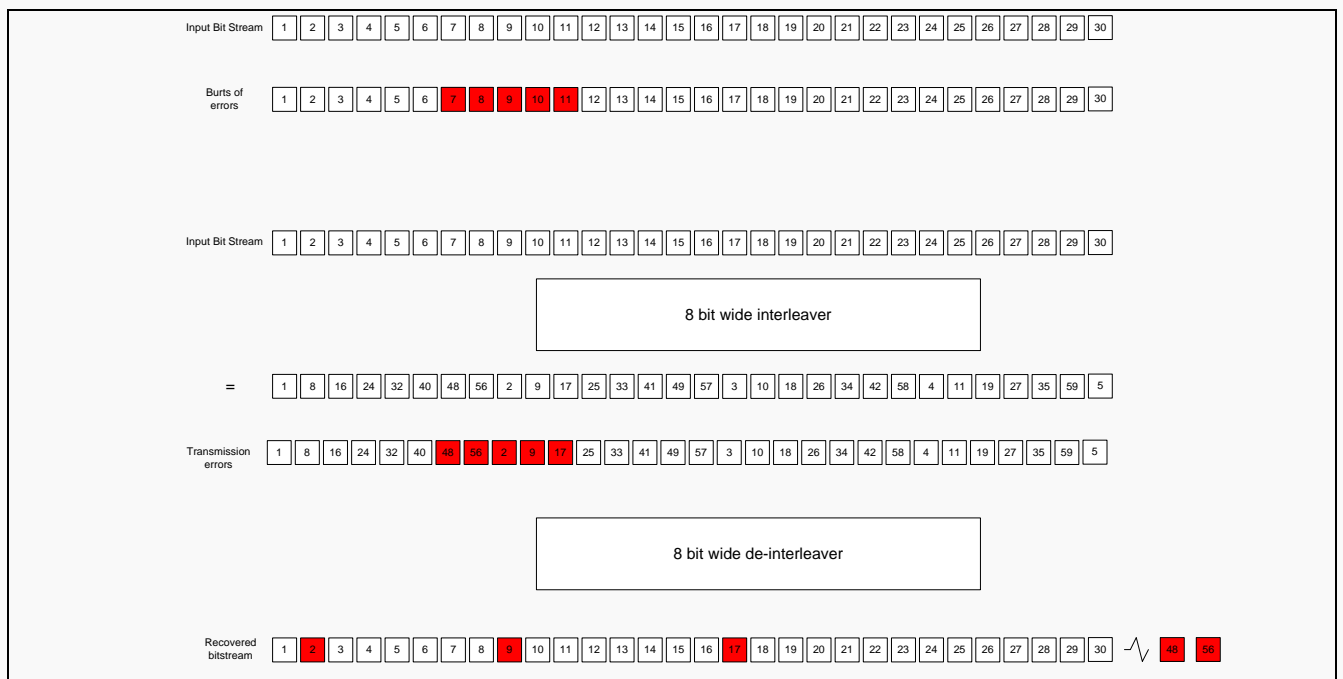 Input Bit Stream 1 2 3 4 5 6 7 8 9 10 11 12 13 14 15 16 17 18 19 20 21 22 23 24 25 26 27 28 29 30
Burts of
errors
1 2 3 4 5 6 7 8 9 10 11 12 13 14 15 16 17 18 19 20 21 22 23 24 25 26 27 28 29 30
Input Bit Stream 1 2 3 4 5 6 7 8 9 10 11 12 13 14 15 16 17 18 19 20 21 22 23 24 25 26 27 28 29 30
8 bit wide interleaver
= 1 8 16 24 32 40 48 56 2 9 17 25 33 41 49 57 3 10 18 26 34 42 58 4 11 19 27 35 59 5
Transmission
errors
1 8 16 24 32 40 48 56 2 9 17 25 33 41 49 57 3 10 18 26 34 42 58 4 11 19 27 35 59 5
8 bit wide de-interleaver
Recovered
bitstream
1 2 3 4 5 6 7 8 9 10 11 12 13 14 15 16 17 18 19 20 21 22 23 24 25 26 27 28 29 30 48 56